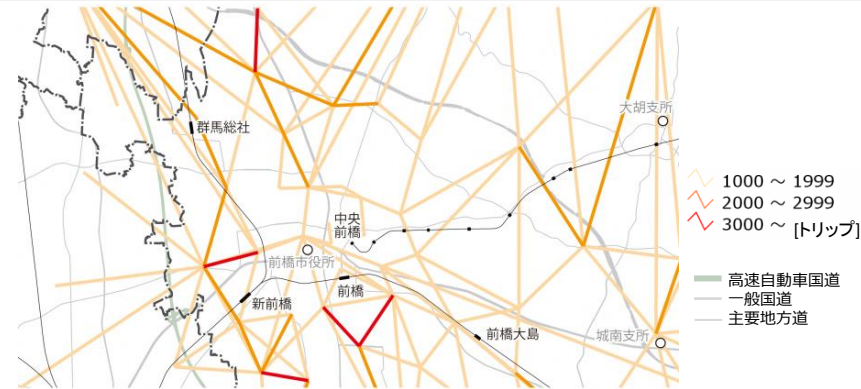 大胡支所
群馬総社
中央
前橋
前橋市役所
前橋
新前橋
前橋大島
城南支所
1000 ～ 1999
2000 ～ 2999
3000 ～ [トリップ]
高速自動車国道
一般国道
主要地方道